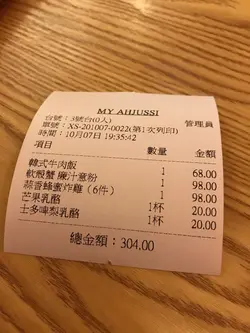 MY AHJUSSI
台號：3號台(0人) 管理員
單號：XS-201007-0022(第1次列印)
時間：10月07日 19:35:42
項目 數量 金額
韓式牛肉飯 1 68.00
軟殼蟹 廉汁意粉 1 98.00
蒜香蜂蜜炸雞（6件） 1 98.00
芒果乳酪 1杯 20.00
士多啤梨乳酪 1杯 20.00
總金額：304.00